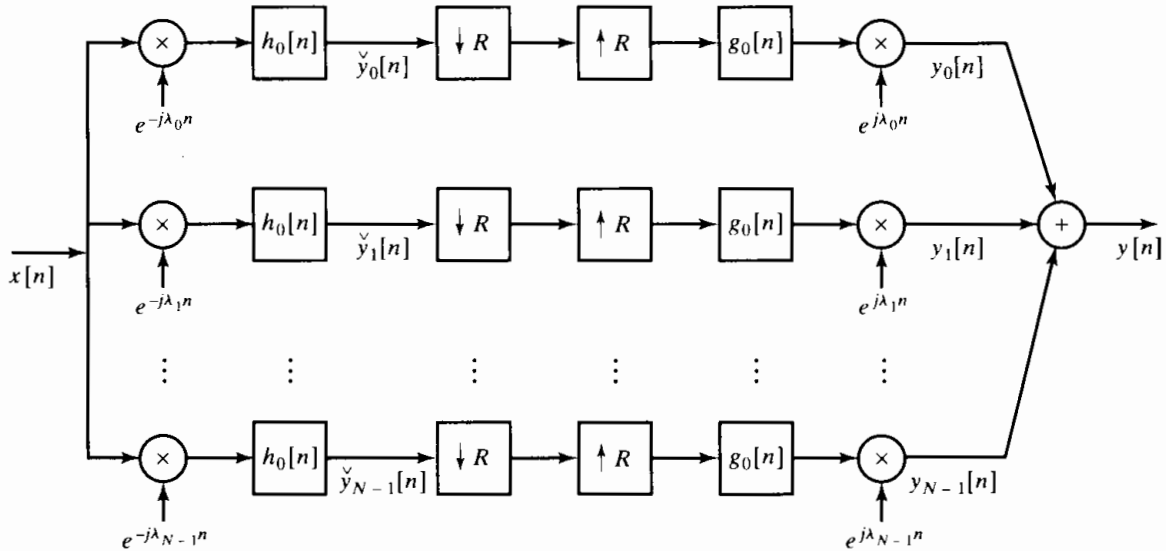 × h₀[n] y̌₀[n] ↓ R ↑ R g₀[n] × y₀[n]
e^{-jλ₀n} e^{jλ₀n}
× h₀[n] y̌₁[n] ↓ R ↑ R g₀[n] × y₁[n] +
x[n] y[n]
e^{-jλ₁n} e^{jλ₁n}
⋮ ⋮ ⋮ ⋮ ⋮ ⋮
× h₀[n] y̌_{N-1}[n] ↓ R ↑ R g₀[n] × y_{N-1}[n]
e^{-jλ_{N-1}n} e^{jλ_{N-1}n}